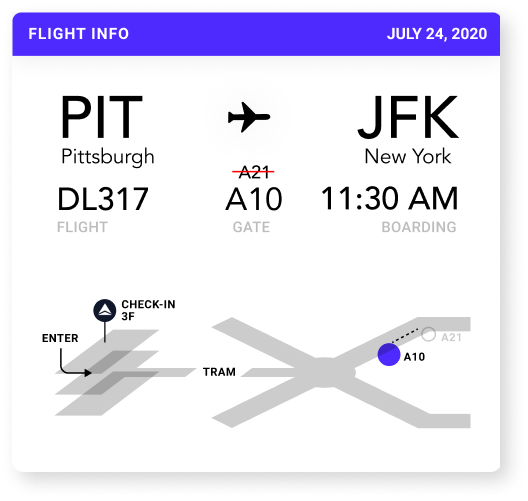 FLIGHT INFO
JULY 24, 2020
PIT
JFK
Pittsburgh
New York
A21
DL317
A10
11:30 AM
FLIGHT
GATE
BOARDING
CHECK-IN
3F
ENTER
A21
A10
TRAM